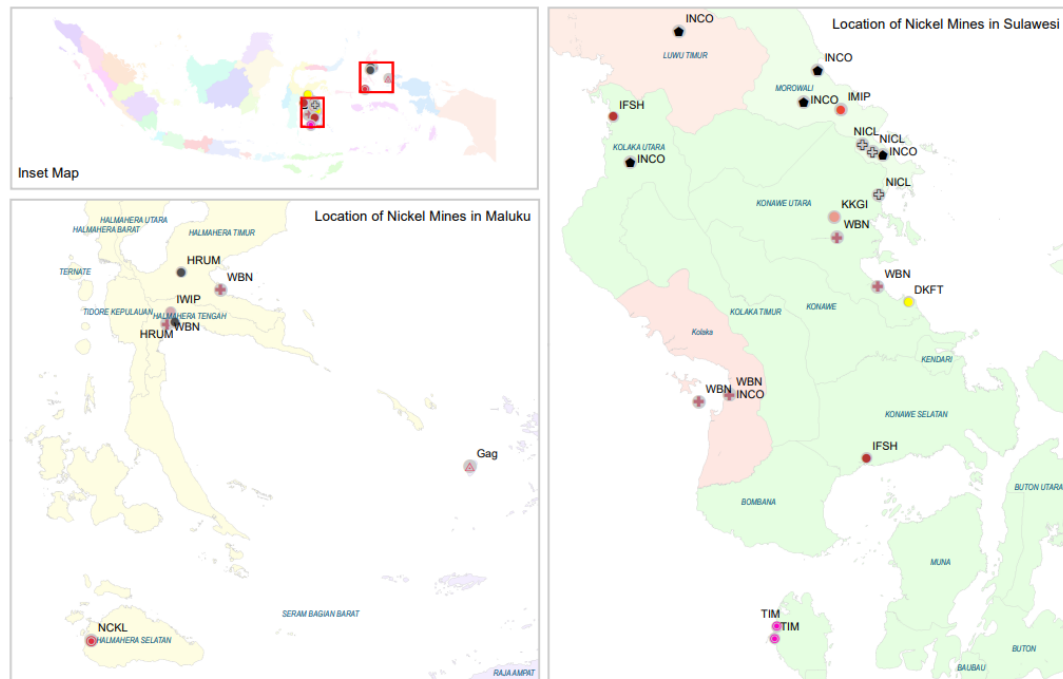 Inset Map
Location of Nickel Mines in Maluku
HALMAHERA UTARA
HALMAHERA BARAT
HALMAHERA TIMUR
HRUM
TERNATE
WBN
IWIP
TIDORE KEPULAUAN
HALMAHERA TENGAH
WBN
HRUM
Gag
SERAM BAGIAN BARAT
NCKL
HALMAHERA SELATAN
RAJA AMPAT
Location of Nickel Mines in Sulawesi
INCO
LUWU TIMUR
INCO
MOROWALI
IFSH
INCO
IMIP
NICL
NICL
INCO
KOLAKA UTARA
INCO
NICL
KONAWE UTARA
KKGI
WBN
WBN
DKFT
KOLAKA TIMUR
KONAWE
Kolaka
KENDARI
WBN
WBN
INCO
KONAWE SELATAN
IFSH
BUTON UTARA
BOMBANA
MUNA
TIM
TIM
BUTON
BAUBAU